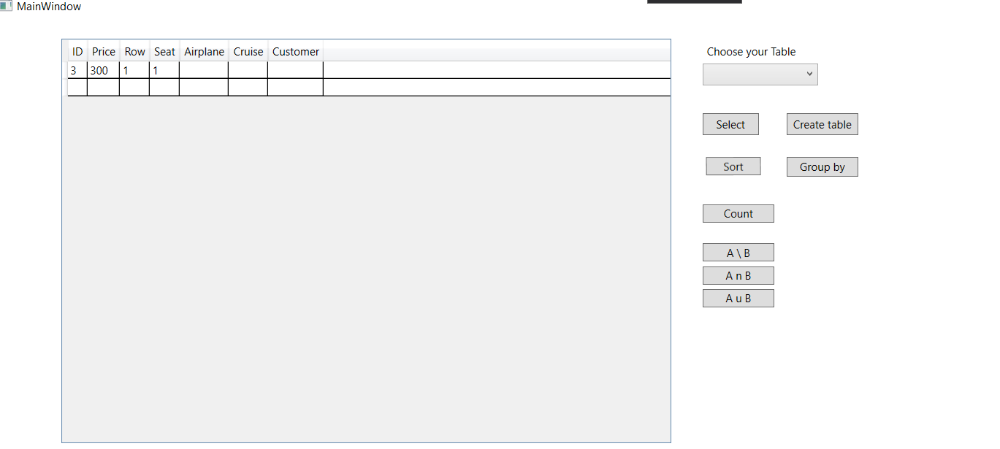 MainWindow
ID Price Row Seat Airplane Cruise Customer
3 300 1 1
Choose your Table
Select Create table
Sort Group by
Count
A \ B
A n B
A u B